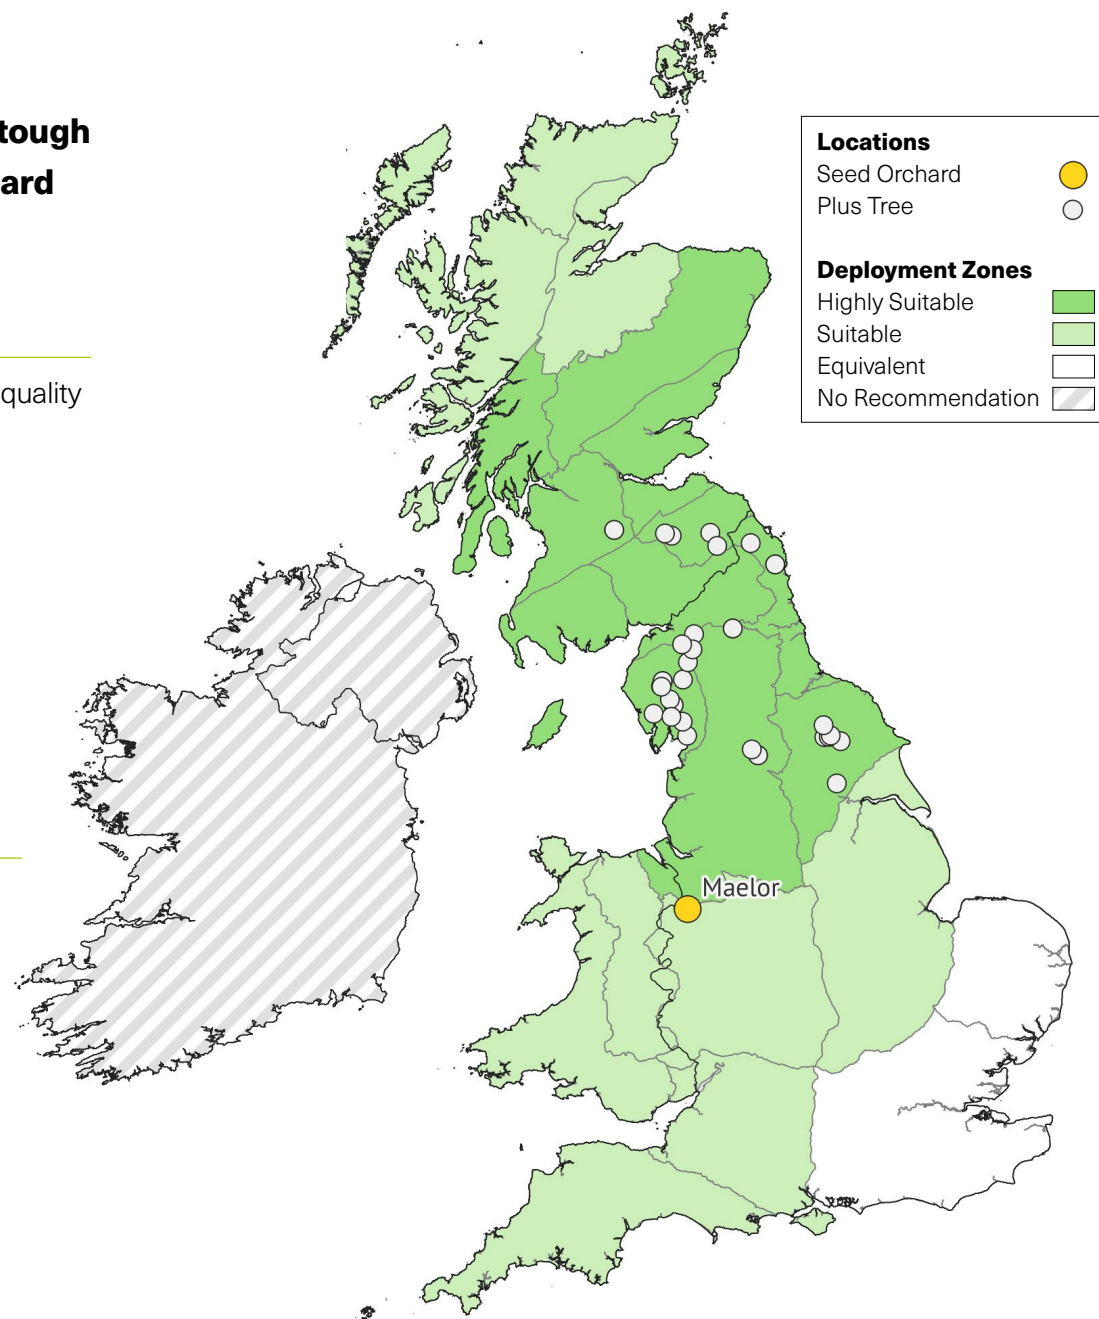 tough
ard
quality
Locations
Seed Orchard
Plus Tree
Deployment Zones
Highly Suitable
Suitable
Equivalent
No Recommendation
Maelor